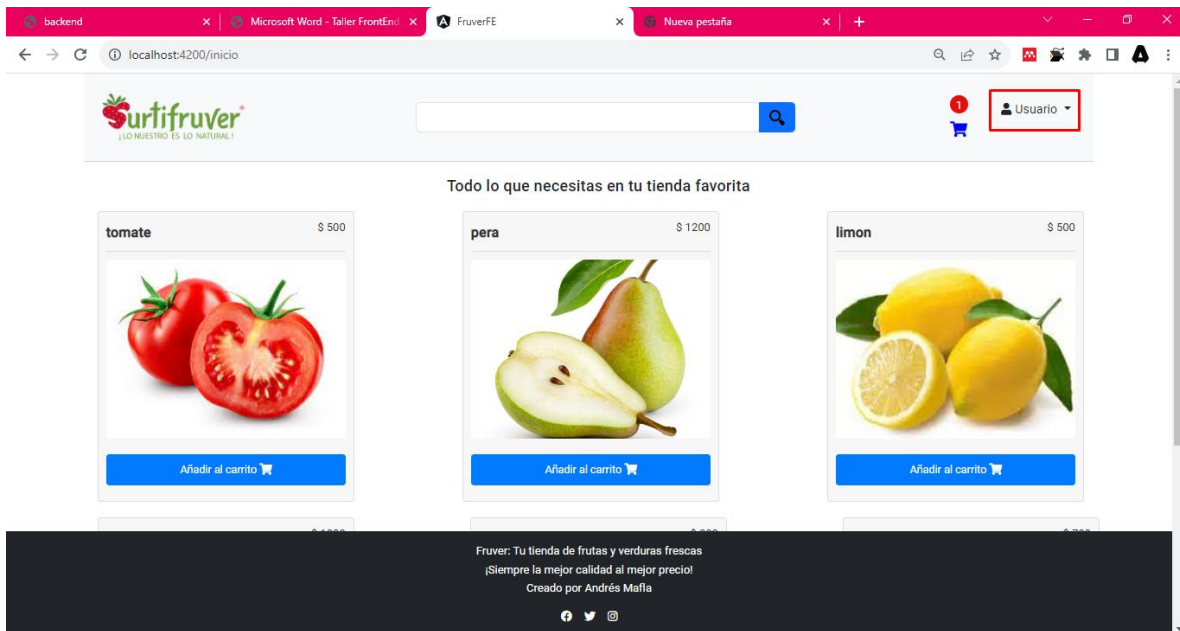 backend
Microsoft Word - Taller FrontEnd.
FruverFE
Nueva pestaña
localhost:4200/inicio
Surtifruver
¡LO NUESTRO ES LO NATURAL!
1
Usuario
Todo lo que necesitas en tu tienda favorita
tomate
$ 500
pera
$ 1200
limon
$ 500
Añadir al carrito
Añadir al carrito
Añadir al carrito
Fruver: Tu tienda de frutas y verduras frescas
¡Siempre la mejor calidad al mejor precio!
Creado por Andrés Mafla